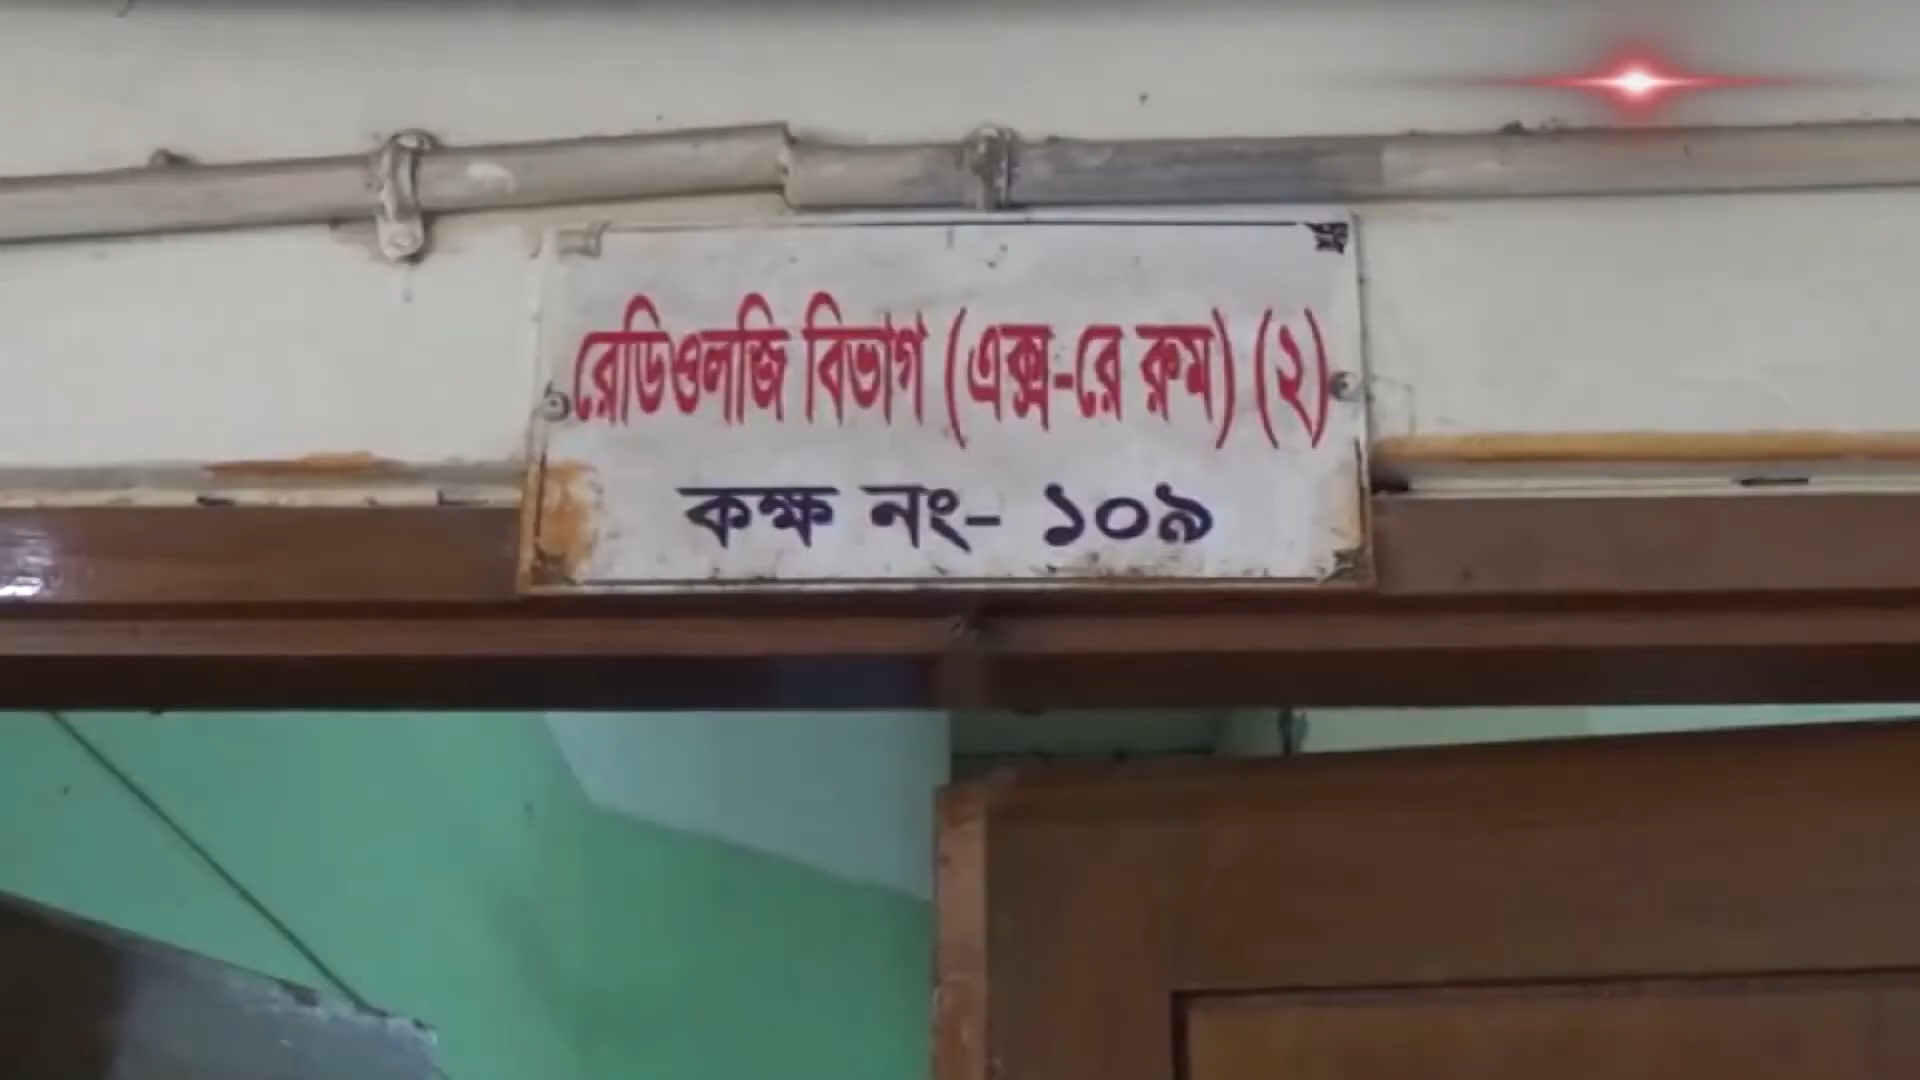 রেডিওলজি বিভাগ (এক্স-রে রুম) (২)
কক্ষ নং- ১০৯